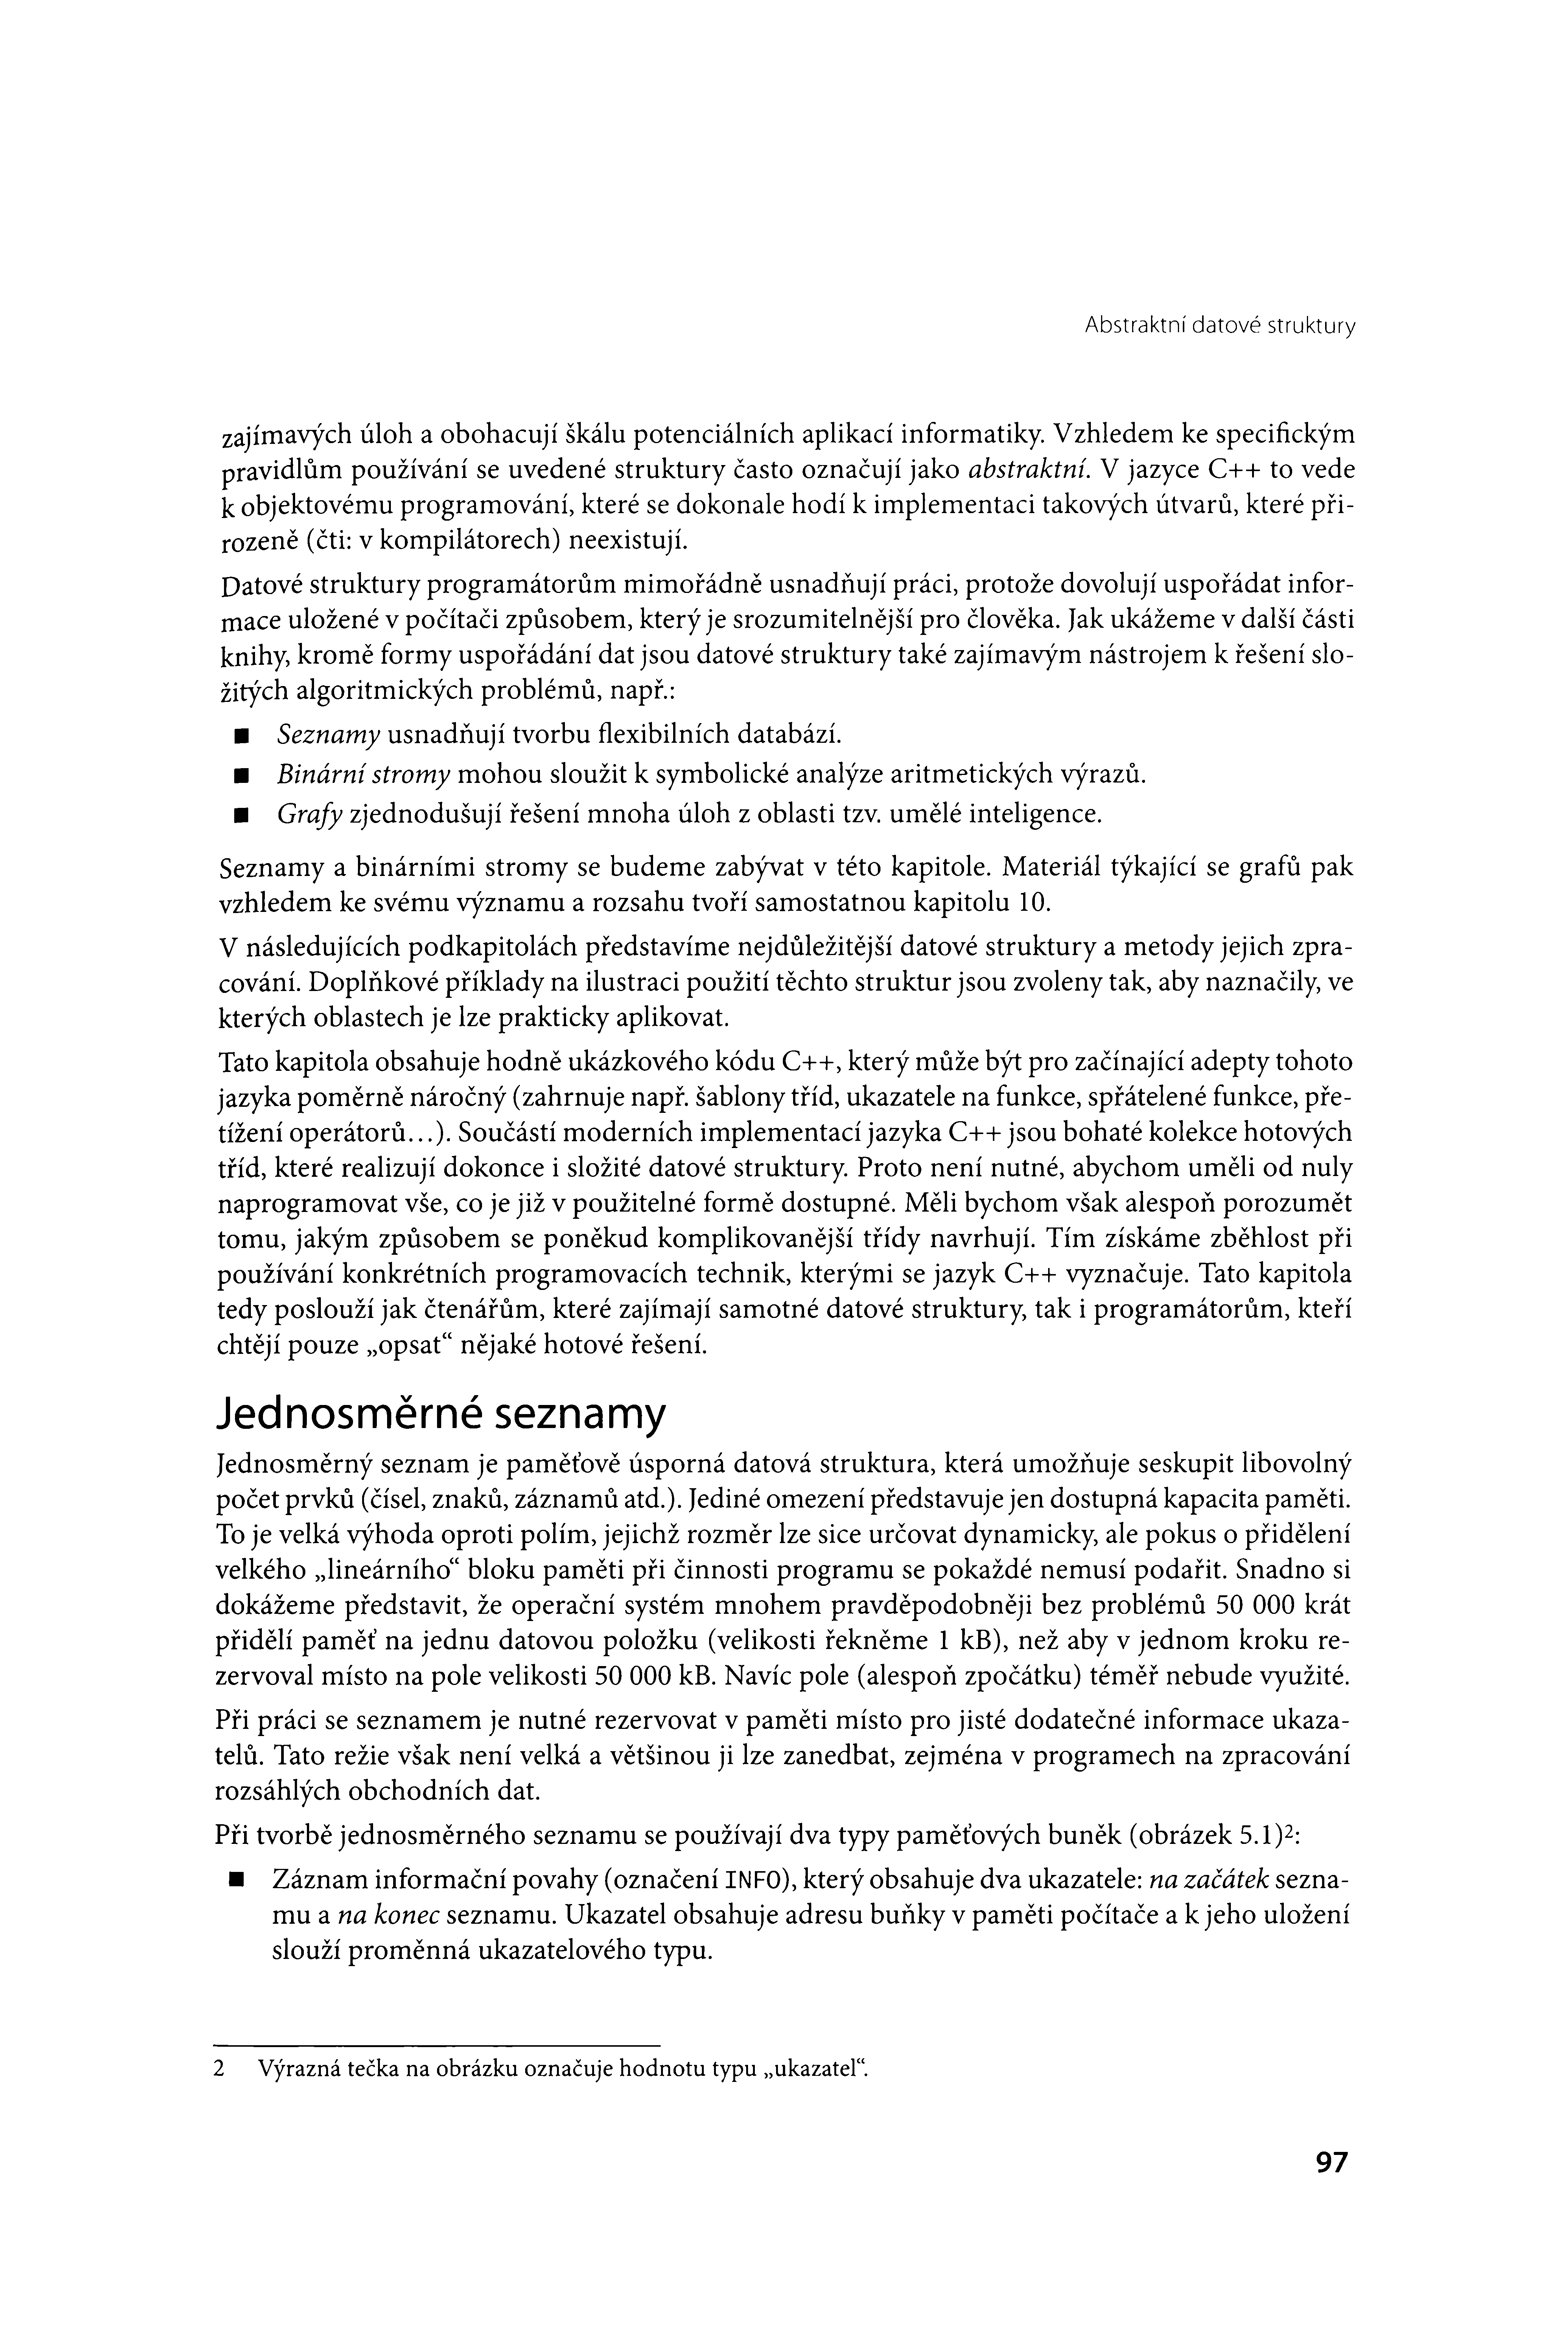 Abstraktní datové struktury
zajímavých úloh a obohacují škálu potenciálních aplikací informatiky. Vzhledem ke specifickým
pravidlům používání se uvedené struktury často označují jako abstraktní. V jazyce C++ to vede
k objektovému programování, které se dokonale hodí k implementaci takových útvarů, které při-
rozeně (čti: v kompilátorech) neexistují.
Datové struktury programátorům mimořádně usnadňují práci, protože dovolují uspořádat infor-
mace uložené v počítači způsobem, který je srozumitelnější pro člověka. Jak ukážeme v další části
knihy, kromě formy uspořádání dat jsou datové struktury také zajímavým nástrojem k řešení slo-
žitých algoritmických problémů, např.:
■ Seznamy usnadňují tvorbu flexibilních databází.
■ Binární stromy mohou sloužit k symbolické analýze aritmetických výrazů.
■ Grafy zjednodušují řešení mnoha úloh z oblasti tzv. umělé inteligence.
Seznamy a binárními stromy se budeme zabývat v této kapitole. Materiál týkající se grafů pak
vzhledem ke svému významu a rozsahu tvoří samostatnou kapitolu 10.
V následujících podkapitolách představíme nejdůležitější datové struktury a metody jejich zpra-
cování. Doplňkové příklady na ilustraci použití těchto struktur jsou zvoleny tak, aby naznačily, ve
kterých oblastech je lze prakticky aplikovat.
Tato kapitola obsahuje hodně ukázkového kódu C++, který může být pro začínající adepty tohoto
jazyka poměrně náročný (zahrnuje např. šablony tříd, ukazatele na funkce, spřátelené funkce, pře-
tížení operátorů…). Součástí moderních implementací jazyka C++ jsou bohaté kolekce hotových
tříd, které realizují dokonce i složité datové struktury. Proto není nutné, abychom uměli od nuly
naprogramovat vše, co je již v použitelné formě dostupné. Měli bychom však alespoň porozumět
tomu, jakým způsobem se poněkud komplikovanější třídy navrhují. Tím získáme zběhlost při
používání konkrétních programovacích technik, kterými se jazyk C++ vyznačuje. Tato kapitola
tedy poslouží jak čtenářům, které zajímají samotné datové struktury, tak i programátorům, kteří
chtějí pouze „opsat“ nějaké hotové řešení.
Jednosměrné seznamy
Jednosměrný seznam je paměťově úsporná datová struktura, která umožňuje seskupit libovolný
počet prvků (čísel, znaků, záznamů atd.). Jediné omezení představuje jen dostupná kapacita paměti.
To je velká výhoda oproti polím, jejichž rozměr lze sice určovat dynamicky, ale pokus o přidělení
velkého „lineárního“ bloku paměti při činnosti programu se pokaždé nemusí podařit. Snadno si
dokážeme představit, že operační systém mnohem pravděpodobněji bez problémů 50 000 krát
přidělí paměť na jednu datovou položku (velikosti řekněme 1 kB), než aby v jednom kroku re-
zervoval místo na pole velikosti 50 000 kB. Navíc pole (alespoň zpočátku) téměř nebude využité.
Při práci se seznamem je nutné rezervovat v paměti místo pro jisté dodatečné informace ukaza-
telů. Tato režie však není velká a většinou ji lze zanedbat, zejména v programech na zpracování
rozsáhlých obchodních dat.
Při tvorbě jednosměrného seznamu se používají dva typy paměťových buněk (obrázek 5.1)2:
■ Záznam informační povahy (označení INFO), který obsahuje dva ukazatele: na začátek sezna-
mu a na konec seznamu. Ukazatel obsahuje adresu buňky v paměti počítače a k jeho uložení
slouží proměnná ukazatelového typu.
2 Výrazná tečka na obrázku označuje hodnotu typu „ukazatel“.
97